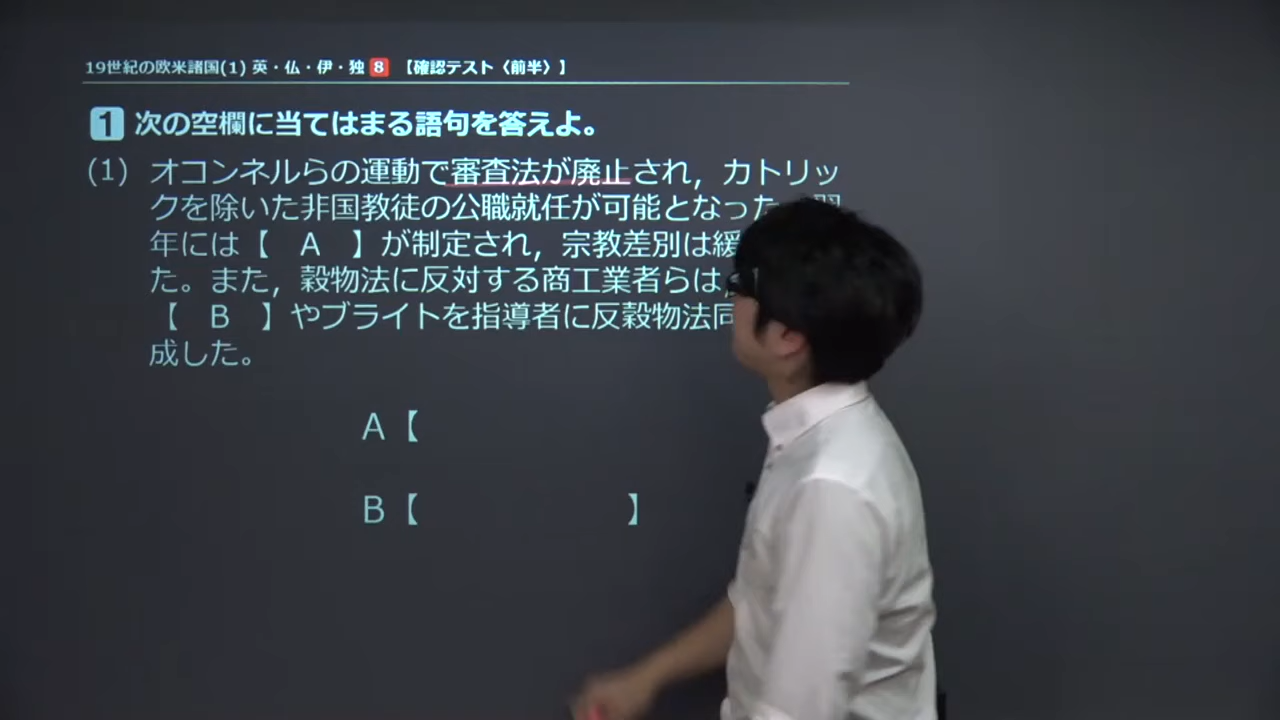 19世紀の欧米諸国(1) 英・仏・伊・独 8 【確認テスト〈前半〉】
1 次の空欄に当てはまる語句を答えよ。
(1) オコンネルらの運動で審査法が廃止され，カトリッ
クを除いた非国教徒の公職就任が可能となった
年には【 A 】が制定され，宗教差別は緩
た。また，穀物法に反対する商工業者らは
【 B 】やブライトを指導者に反穀物法同
成した。
A【
B【 】